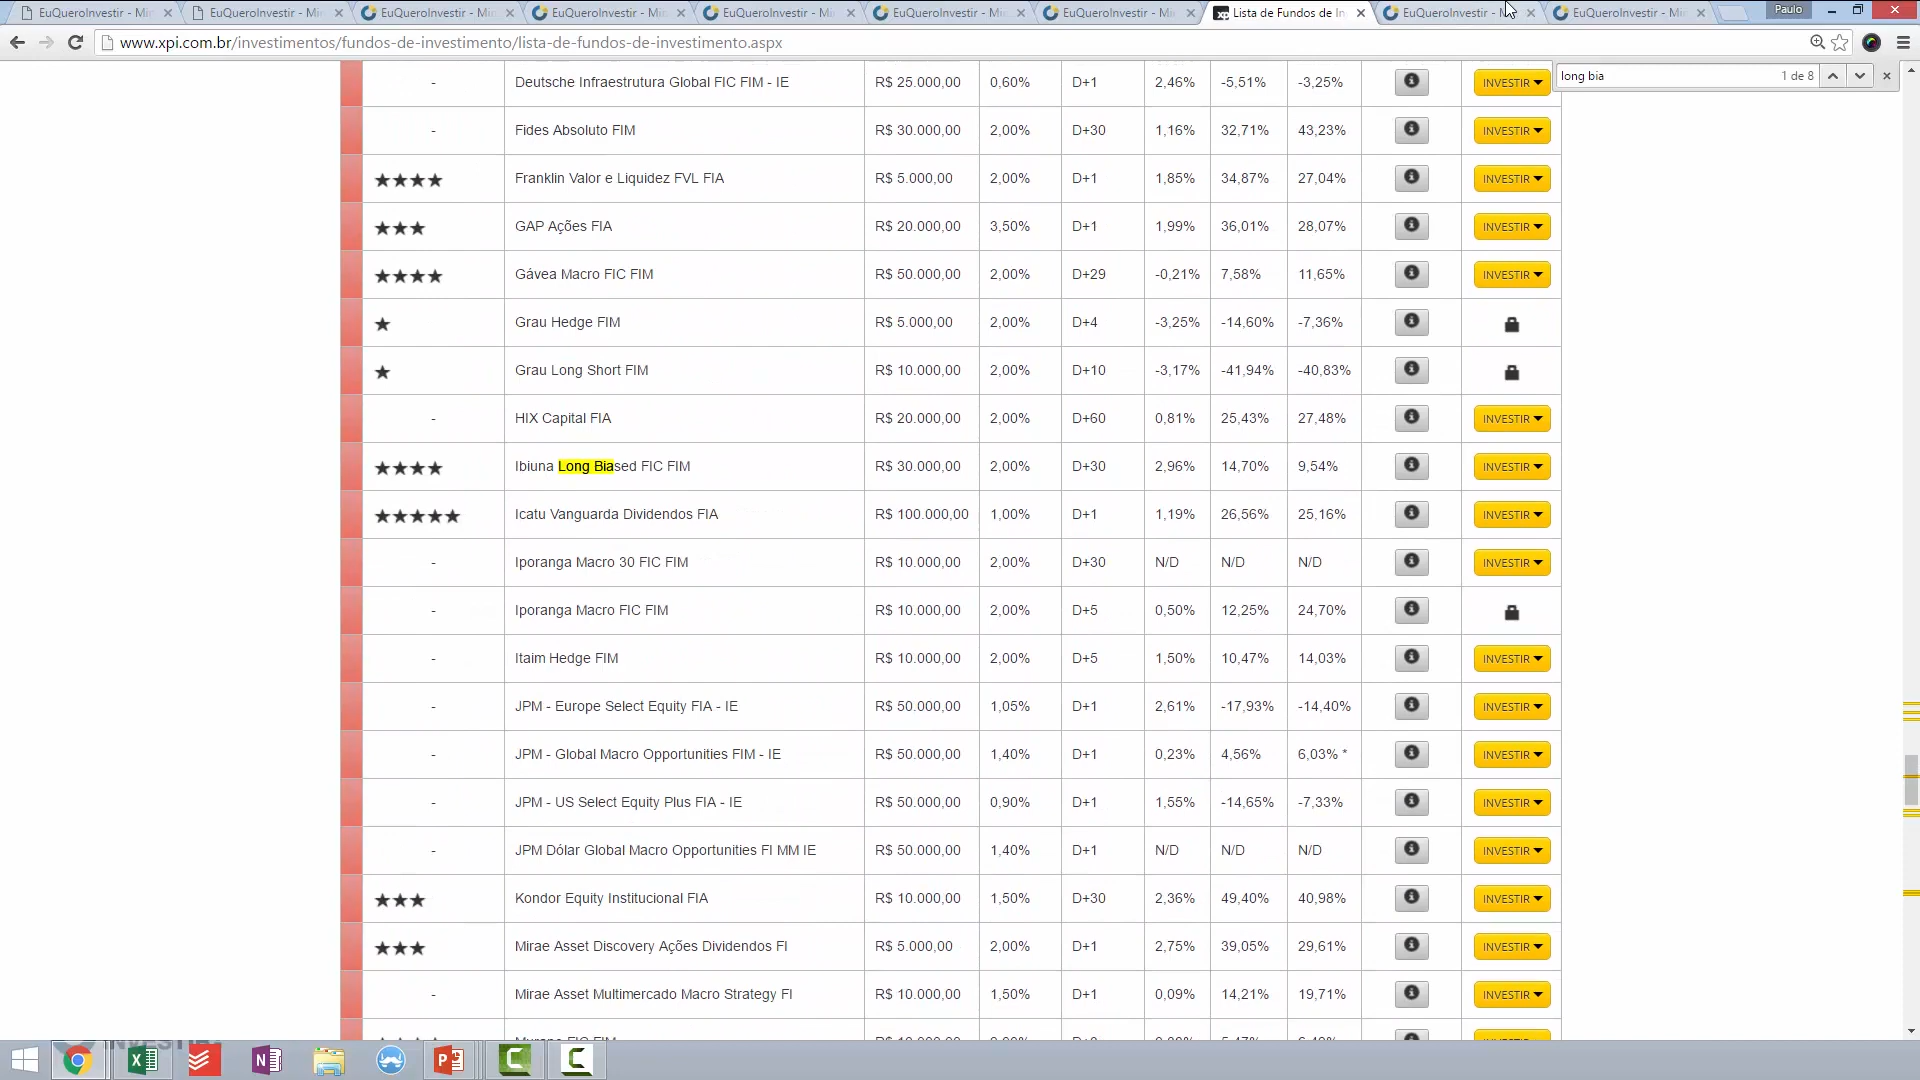 EuQueroInvestir - Mi
EuQueroInvestir - Mi
EuQueroInvestir - Mi
EuQueroInvestir - Mi
EuQueroInvestir - Mi
EuQueroInvestir - Mi
EuQueroInvestir - Mi
xp Lista de Fundos de In
EuQueroInvestir -
EuQueroInvestir - Mi
Paulo
www.xpi.com.br/investimentos/fundos-de-investimento/lista-de-fundos-de-investimento.aspx
long bia 1 de 8
- Deutsche Infraestrutura Global FIC FIM - IE R$ 25.000,00 0,60% D+1 2,46% -5,51% -3,25% INVESTIR
- Fides Absoluto FIM R$ 30.000,00 2,00% D+30 1,16% 32,71% 43,23% INVESTIR
★★★★ Franklin Valor e Liquidez FVL FIA R$ 5.000,00 2,00% D+1 1,85% 34,87% 27,04% INVESTIR
★★★ GAP Ações FIA R$ 20.000,00 3,50% D+1 1,99% 36,01% 28,07% INVESTIR
★★★★ Gávea Macro FIC FIM R$ 50.000,00 2,00% D+29 -0,21% 7,58% 11,65% INVESTIR
★ Grau Hedge FIM R$ 5.000,00 2,00% D+4 -3,25% -14,60% -7,36%
★ Grau Long Short FIM R$ 10.000,00 2,00% D+10 -3,17% -41,94% -40,83%
- HIX Capital FIA R$ 20.000,00 2,00% D+60 0,81% 25,43% 27,48% INVESTIR
★★★★ Ibiuna Long Biased FIC FIM R$ 30.000,00 2,00% D+30 2,96% 14,70% 9,54% INVESTIR
★★★★★ Icatu Vanguarda Dividendos FIA R$ 100.000,00 1,00% D+1 1,19% 26,56% 25,16% INVESTIR
- Iporanga Macro 30 FIC FIM R$ 10.000,00 2,00% D+30 N/D N/D N/D INVESTIR
- Iporanga Macro FIC FIM R$ 10.000,00 2,00% D+5 0,50% 12,25% 24,70%
- Itaim Hedge FIM R$ 10.000,00 2,00% D+5 1,50% 10,47% 14,03% INVESTIR
- JPM - Europe Select Equity FIA - IE R$ 50.000,00 1,05% D+1 2,61% -17,93% -14,40% INVESTIR
- JPM - Global Macro Opportunities FIM - IE R$ 50.000,00 1,40% D+1 0,23% 4,56% 6,03% * INVESTIR
- JPM - US Select Equity Plus FIA - IE R$ 50.000,00 0,90% D+1 1,55% -14,65% -7,33% INVESTIR
- JPM Dólar Global Macro Opportunities FI MM IE R$ 50.000,00 1,40% D+1 N/D N/D N/D INVESTIR
★★★ Kondor Equity Institucional FIA R$ 10.000,00 1,50% D+30 2,36% 49,40% 40,98% INVESTIR
★★★ Mirae Asset Discovery Ações Dividendos FI R$ 5.000,00 2,00% D+1 2,75% 39,05% 29,61% INVESTIR
- Mirae Asset Multimercado Macro Strategy FI R$ 10.000,00 1,50% D+1 0,09% 14,21% 19,71% INVESTIR